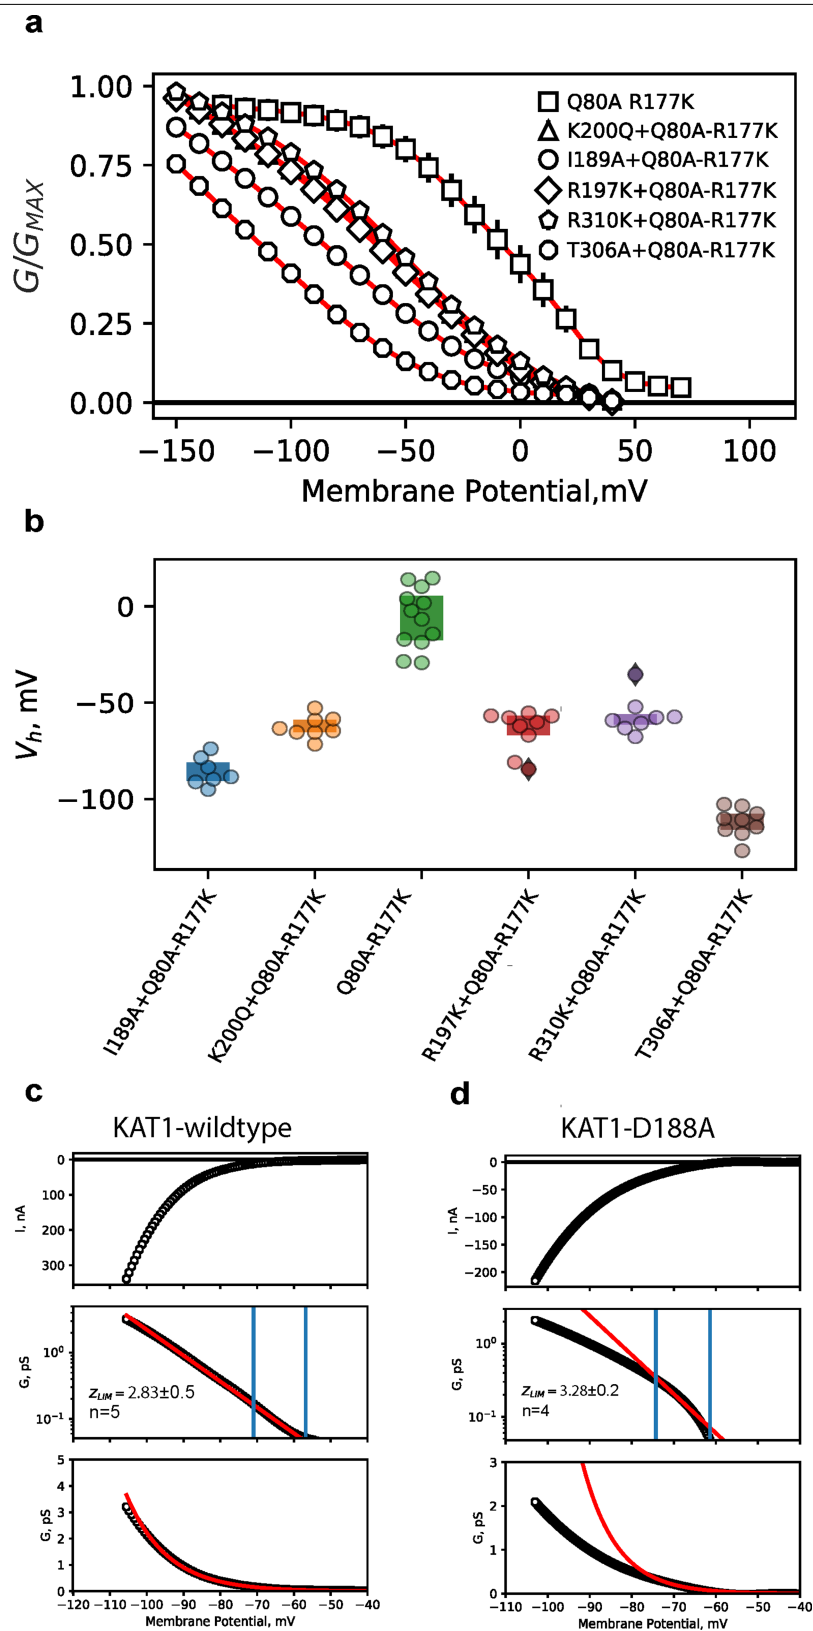 a
1.00
0.75
0.50
0.25
0.00
G/G_MAX
Q80A R177K
K200Q+Q80A-R177K
I189A+Q80A-R177K
R197K+Q80A-R177K
R310K+Q80A-R177K
T306A+Q80A-R177K
−150 −100 −50 0 50 100
Membrane Potential,mV
b
0
−50
−100
V_h, mV
I189A+Q80A-R177K
K200Q+Q80A-R177K
Q80A-R177K
R197K+Q80A-R177K
R310K+Q80A-R177K
T306A+Q80A-R177K
c
KAT1-wildtype
0
100
200
300
I, nA
10⁰
10⁻¹
G, pS
z_LIM = 2.83±0.5
n=5
5
4
3
2
1
0
G, pS
−120 −110 −100 −90 −80 −70 −60 −50 −40
Membrane Potential, mV
d
KAT1-D188A
0
−50
−100
−150
−200
I, nA
10⁰
10⁻¹
G, pS
z_LIM = 3.28±0.2
n=4
3
2
1
0
G, pS
−110 −100 −90 −80 −70 −60 −50 −40
Membrane Potential, mV